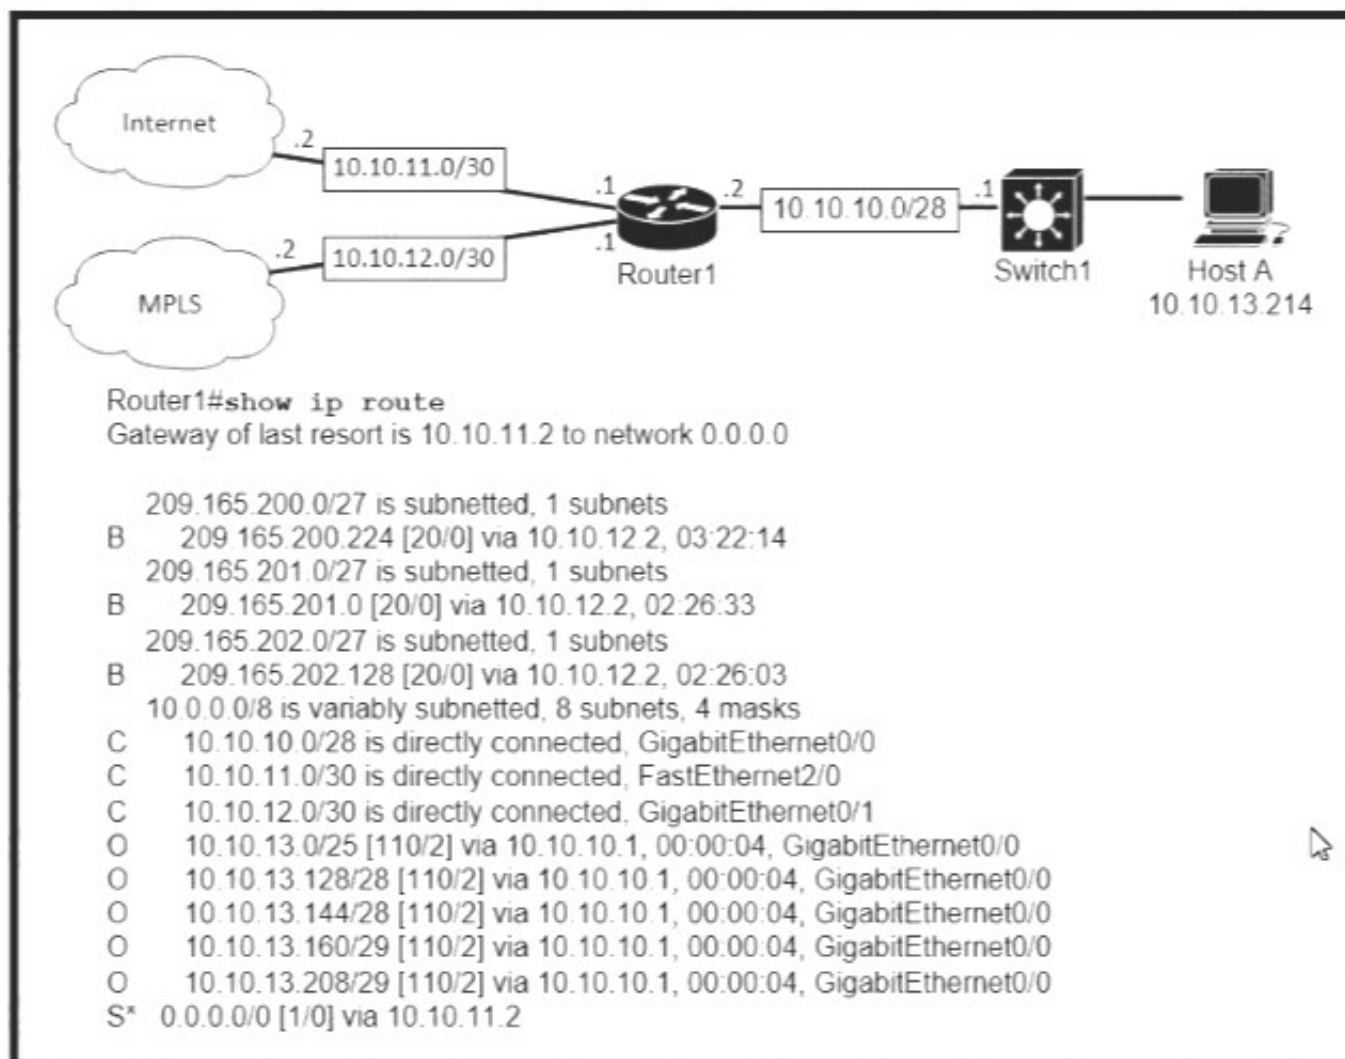 Internet
.2
10.10.11.0/30
.1
.2
10.10.10.0/28
.1
.2
10.10.12.0/30
.1
Router1
Switch1
Host A
10.10.13.214
MPLS
Router1#show ip route
Gateway of last resort is 10.10.11.2 to network 0.0.0.0
209.165.200.0/27 is subnetted, 1 subnets
B 209.165.200.224 [20/0] via 10.10.12.2, 03:22:14
209.165.201.0/27 is subnetted, 1 subnets
B 209.165.201.0 [20/0] via 10.10.12.2, 02:26:33
209.165.202.0/27 is subnetted, 1 subnets
B 209.165.202.128 [20/0] via 10.10.12.2, 02:26:03
10.0.0.0/8 is variably subnetted, 8 subnets, 4 masks
C 10.10.10.0/28 is directly connected, GigabitEthernet0/0
C 10.10.11.0/30 is directly connected, FastEthernet2/0
C 10.10.12.0/30 is directly connected, GigabitEthernet0/1
O 10.10.13.0/25 [110/2] via 10.10.10.1, 00:00:04, GigabitEthernet0/0
O 10.10.13.128/28 [110/2] via 10.10.10.1, 00:00:04, GigabitEthernet0/0
O 10.10.13.144/28 [110/2] via 10.10.10.1, 00:00:04, GigabitEthernet0/0
O 10.10.13.160/29 [110/2] via 10.10.10.1, 00:00:04, GigabitEthernet0/0
O 10.10.13.208/29 [110/2] via 10.10.10.1, 00:00:04, GigabitEthernet0/0
S* 0.0.0.0/0 [1/0] via 10.10.11.2